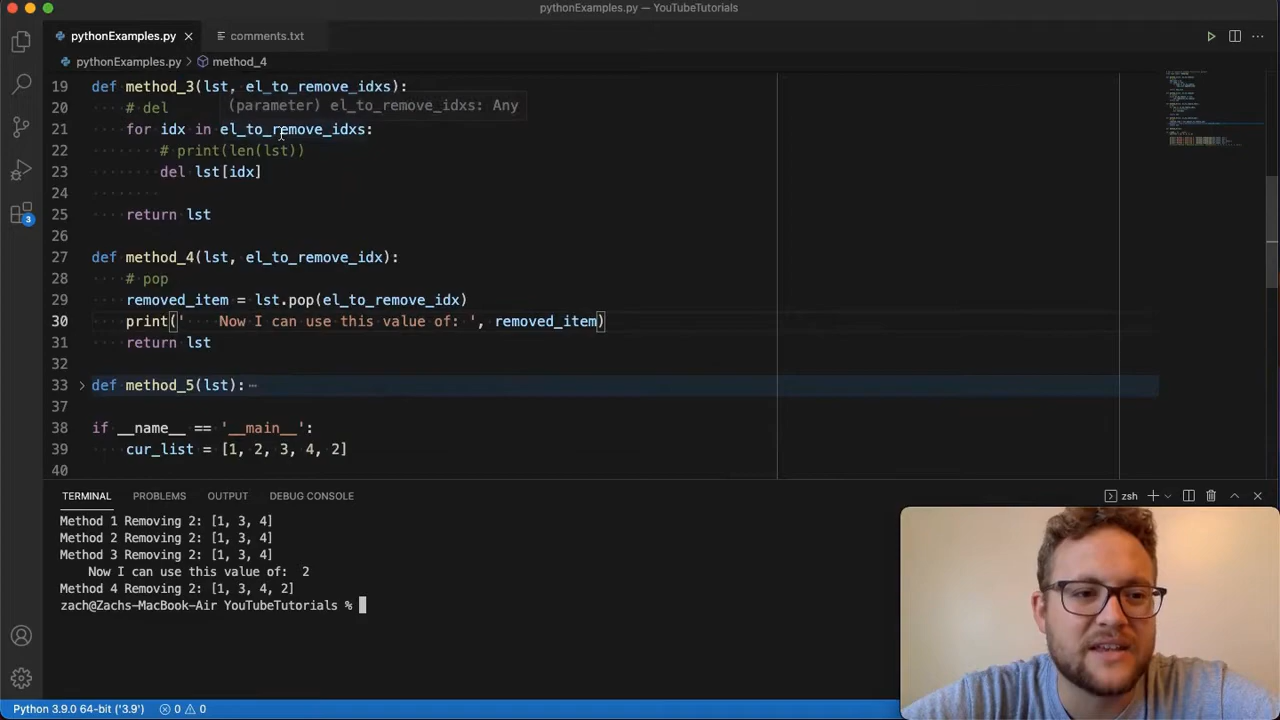 pythonExamples.py — YouTubeTutorials
pythonExamples.py
comments.txt
pythonExamples.py > method_4
19 def method_3(lst, el_to_remove_idxs):
(parameter) el_to_remove_idxs: Any
20 # del
21 for idx in el_to_remove_idxs:
22 # print(len(lst))
23 del lst[idx]
24
25 return lst
26
27 def method_4(lst, el_to_remove_idx):
28 # pop
29 removed_item = lst.pop(el_to_remove_idx)
30 print('    Now I can use this value of: ', removed_item)
31 return lst
32
33 def method_5(lst):
37
38 if __name__ == '__main__':
39 cur_list = [1, 2, 3, 4, 2]
40
3
TERMINAL PROBLEMS OUTPUT DEBUG CONSOLE
zsh
Method 1 Removing 2: [1, 3, 4]
Method 2 Removing 2: [1, 3, 4]
Method 3 Removing 2: [1, 3, 4]
Now I can use this value of:  2
Method 4 Removing 2: [1, 3, 4, 2]
zach@Zachs-MacBook-Air YouTubeTutorials %
Python 3.9.0 64-bit ('3.9') 0 0